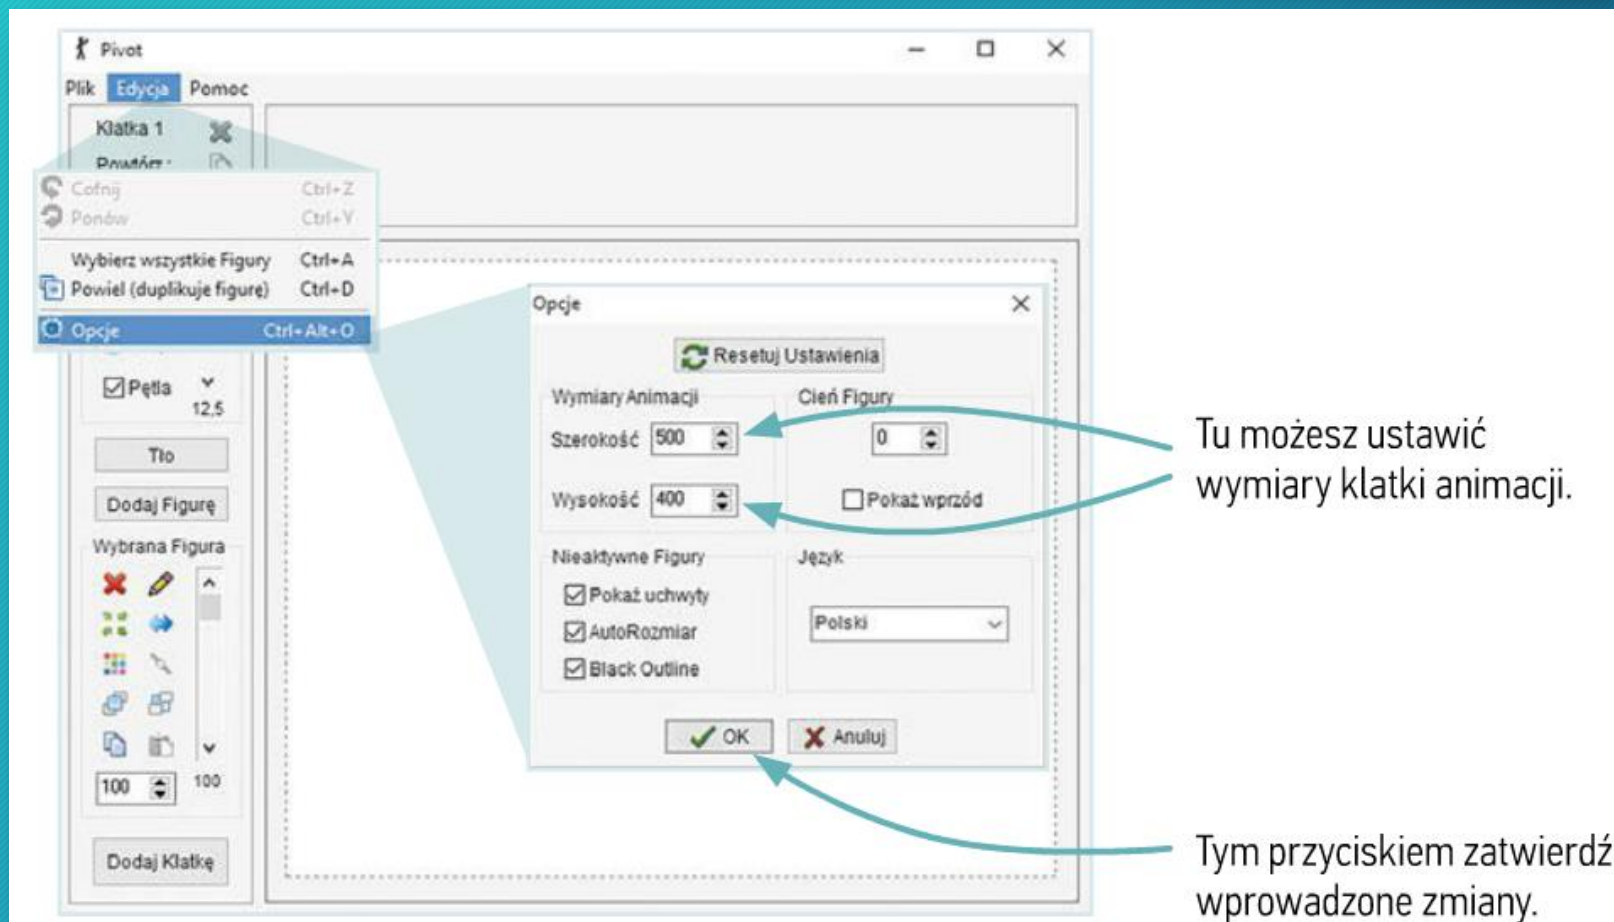 Pivot
Plik Edycja Pomoc
Klatka 1
Powtórz:
Cofnij Ctrl+Z
Ponów Ctrl+Y
Wybierz wszystkie Figury Ctrl+A
Powiel (duplikuje figurę) Ctrl+D
Opcje Ctrl+Alt+O
Pętla
12,5
Tło
Dodaj Figurę
Wybrana Figura
100 100
Dodaj Klatkę
Opcje
Resetuj Ustawienia
Wymiary Animacji
Szerokość 500
Wysokość 400
Cień Figury
0
Pokaż wprzód
Nieaktywne Figury
Pokaż uchwyty
AutoRozmiar
Black Outline
Język
Polski
OK Anuluj
Tu możesz ustawić
wymiary klatki animacji.
Tym przyciskiem zatwierdź
wprowadzone zmiany.